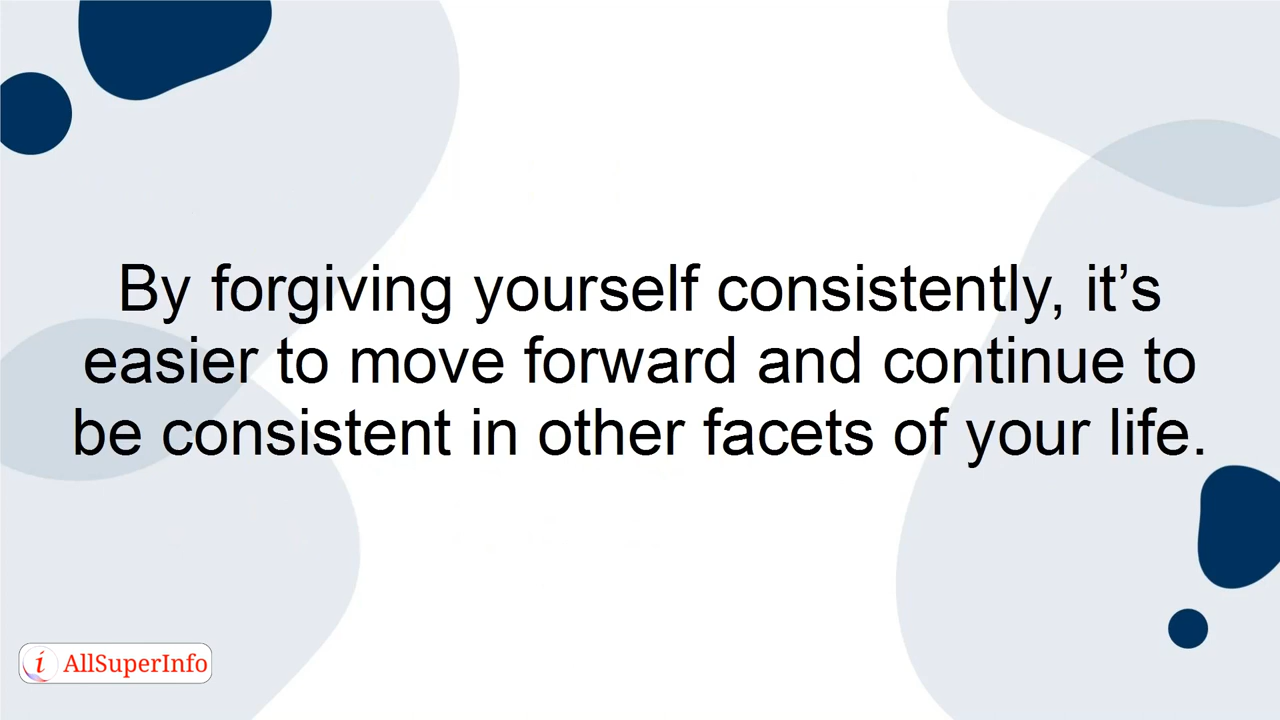 By forgiving yourself consistently, it’s
easier to move forward and continue to
be consistent in other facets of your life.
i AllSuperInfo